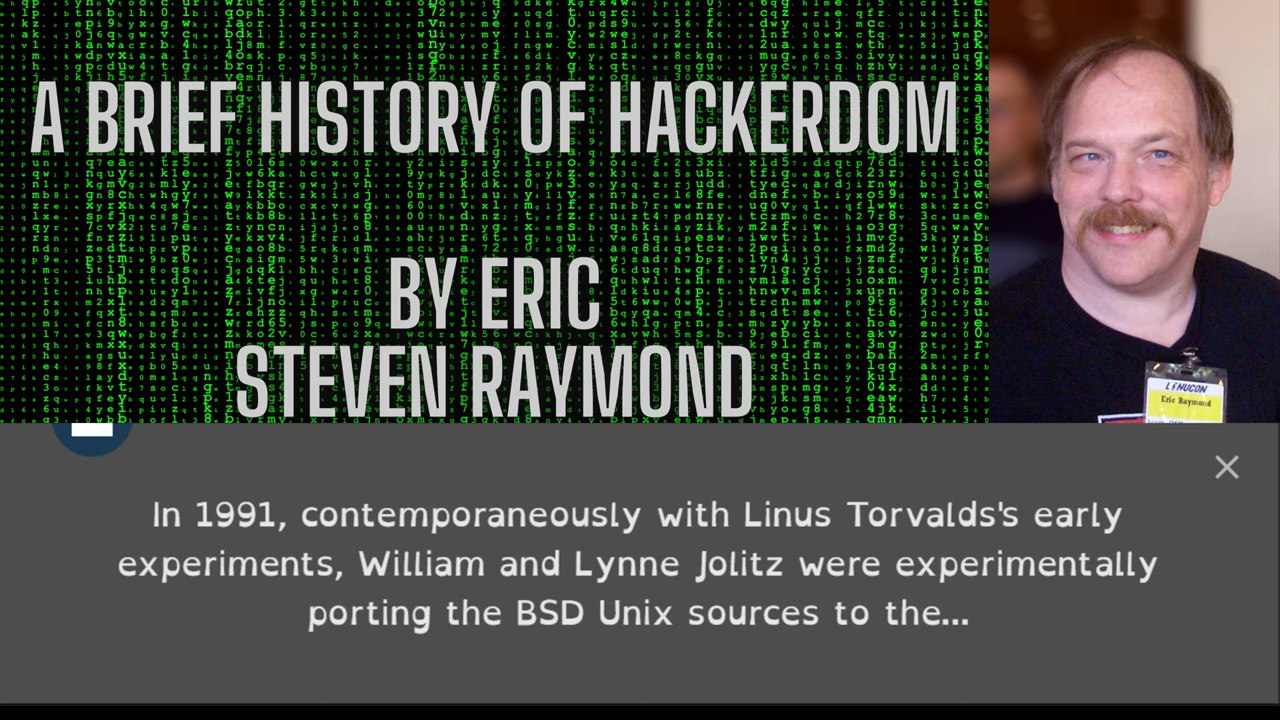 A BRIEF HISTORY OF HACKERDOM
BY ERIC
STEVEN RAYMOND
LINUCON
Eric Raymond
In 1991, contemporaneously with Linus Torvalds's early
experiments, William and Lynne Jolitz were experimentally
porting the BSD Unix sources to the...